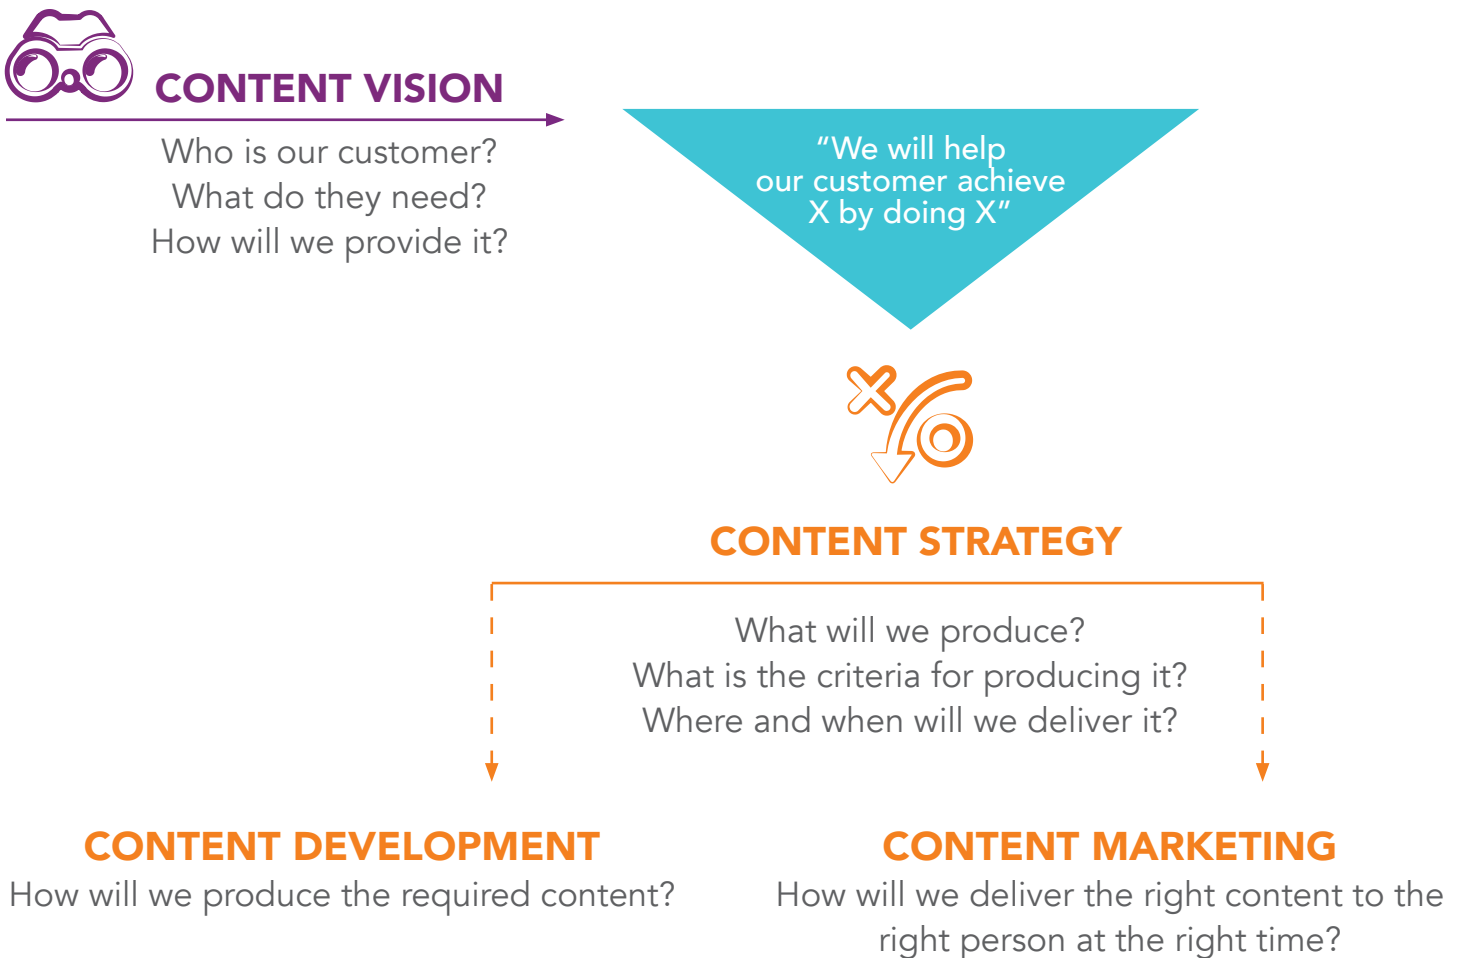 CONTENT VISION
Who is our customer?
What do they need?
How will we provide it?
“We will help
our customer achieve
X by doing X”
CONTENT STRATEGY
What will we produce?
What is the criteria for producing it?
Where and when will we deliver it?
CONTENT DEVELOPMENT
How will we produce the required content?
CONTENT MARKETING
How will we deliver the right content to the
right person at the right time?